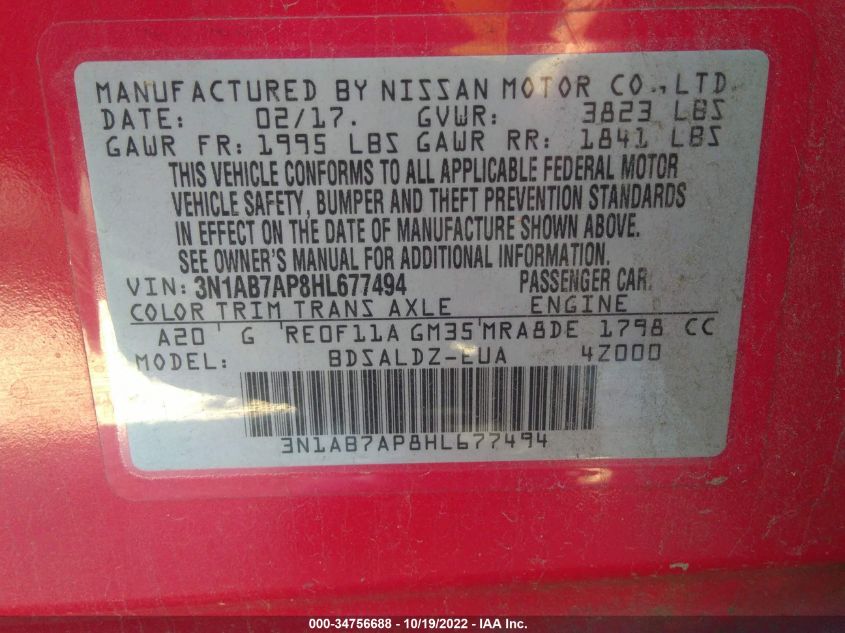 MANUFACTURED BY NISSAN MOTOR CO.,LTD
DATE: 02/17. GVWR: 3823 LBS
GAWR FR: 1995 LBS GAWR RR: 1841 LBS
THIS VEHICLE CONFORMS TO ALL APPLICABLE FEDERAL MOTOR
VEHICLE SAFETY, BUMPER AND THEFT PREVENTION STANDARDS
IN EFFECT ON THE DATE OF MANUFACTURE SHOWN ABOVE.
SEE OWNER'S MANUAL FOR ADDITIONAL INFORMATION.
VIN: 3N1AB7AP8HL677494 PASSENGER CAR.
COLOR TRIM TRANS AXLE ENGINE
A20 G RE0F11A GM35 MRA8DE 1798 CC
MODEL: BDSALDZ-EUA 4Z000
3N1AB7AP8HL677494
000-34756688 - 10/19/2022 - IAA Inc.